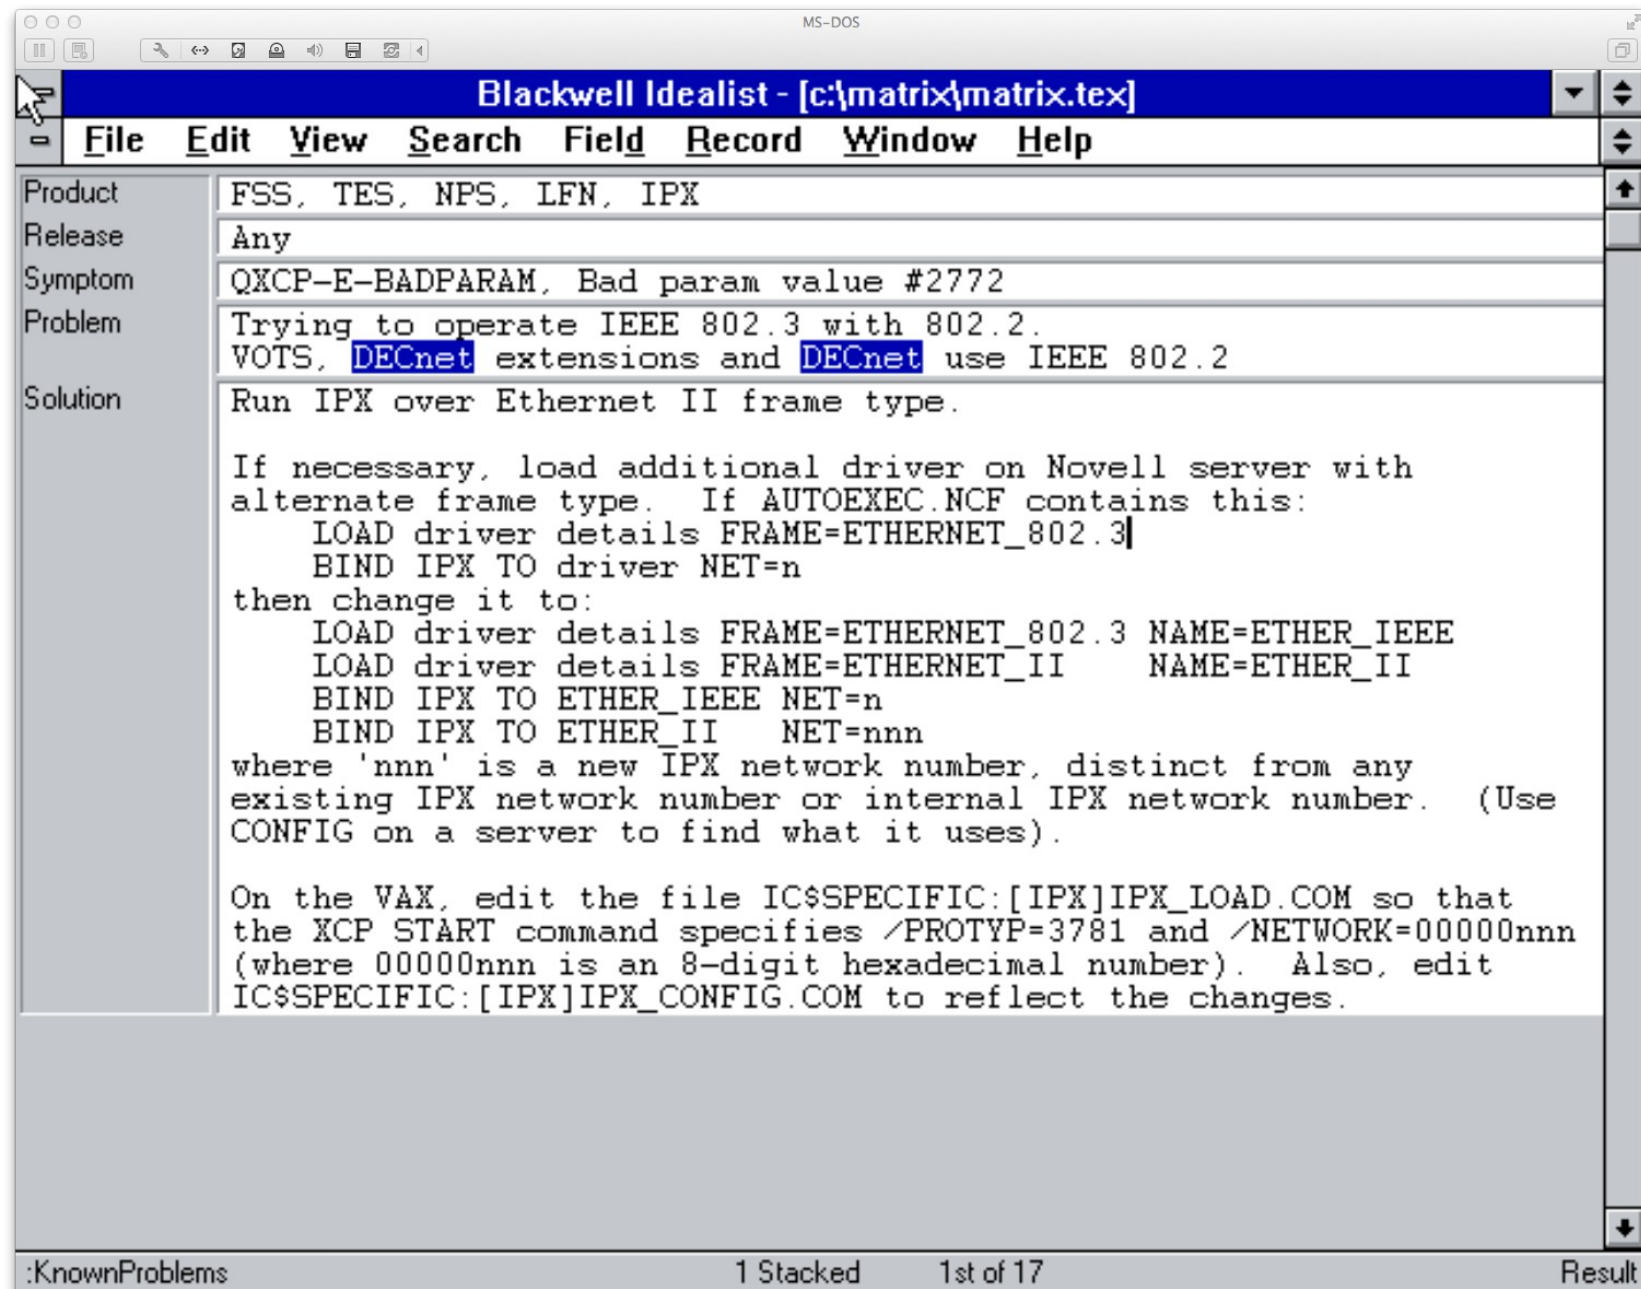 MS-DOS
Blackwell Idealist - [c:\matrix\matrix.tex]
File Edit View Search Field Record Window Help
Product FSS, TES, NPS, LFN, IPX
Release Any
Symptom QXCP-E-BADPARAM, Bad param value #2772
Problem Trying to operate IEEE 802.3 with 802.2.
VOTS, DECnet extensions and DECnet use IEEE 802.2
Solution Run IPX over Ethernet II frame type.
If necessary, load additional driver on Novell server with
alternate frame type.  If AUTOEXEC.NCF contains this:
    LOAD driver details FRAME=ETHERNET_802.3
    BIND IPX TO driver NET=n
then change it to:
    LOAD driver details FRAME=ETHERNET_802.3 NAME=ETHER_IEEE
    LOAD driver details FRAME=ETHERNET_II    NAME=ETHER_II
    BIND IPX TO ETHER_IEEE NET=n
    BIND IPX TO ETHER_II   NET=nnn
where 'nnn' is a new IPX network number, distinct from any
existing IPX network number or internal IPX network number.  (Use
CONFIG on a server to find what it uses).
On the VAX, edit the file IC$SPECIFIC:[IPX]IPX_LOAD.COM so that
the XCP START command specifies /PROTYP=3781 and /NETWORK=00000nnn
(where 00000nnn is an 8-digit hexadecimal number).  Also, edit
IC$SPECIFIC:[IPX]IPX_CONFIG.COM to reflect the changes.
:KnownProblems 1 Stacked 1st of 17 Result